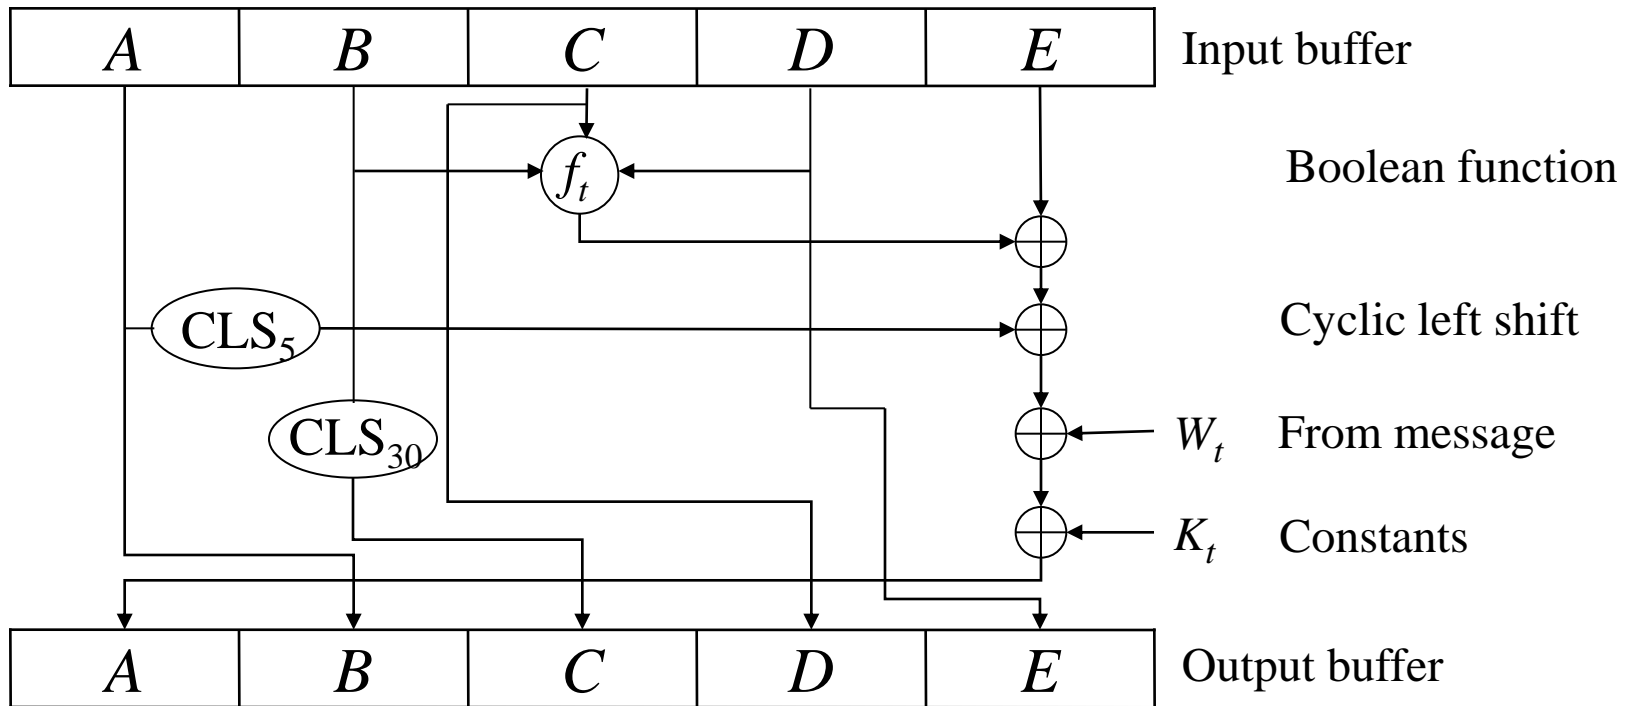 A B C D E Input buffer
f_t Boolean function
CLS_5 Cyclic left shift
CLS_30 W_t From message
K_t Constants
A B C D E Output buffer